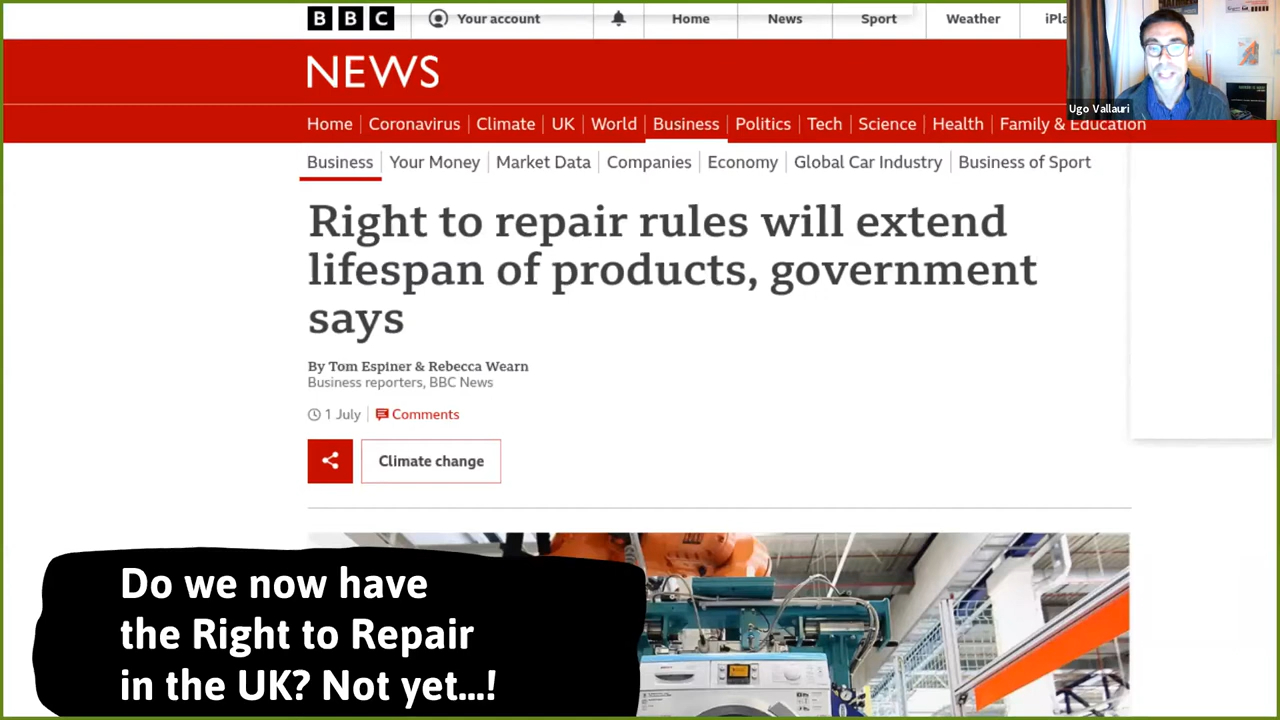 BBC Your account Home News Sport Weather
NEWS
Ugo Vallauri
Home Coronavirus Climate UK World Business Politics Tech Science Health Family & Education
Business Your Money Market Data Companies Economy Global Car Industry Business of Sport
Right to repair rules will extend
lifespan of products, government
says
By Tom Espiner & Rebecca Wearn
Business reporters, BBC News
1 July Comments
Climate change
Do we now have
the Right to Repair
in the UK? Not yet...!